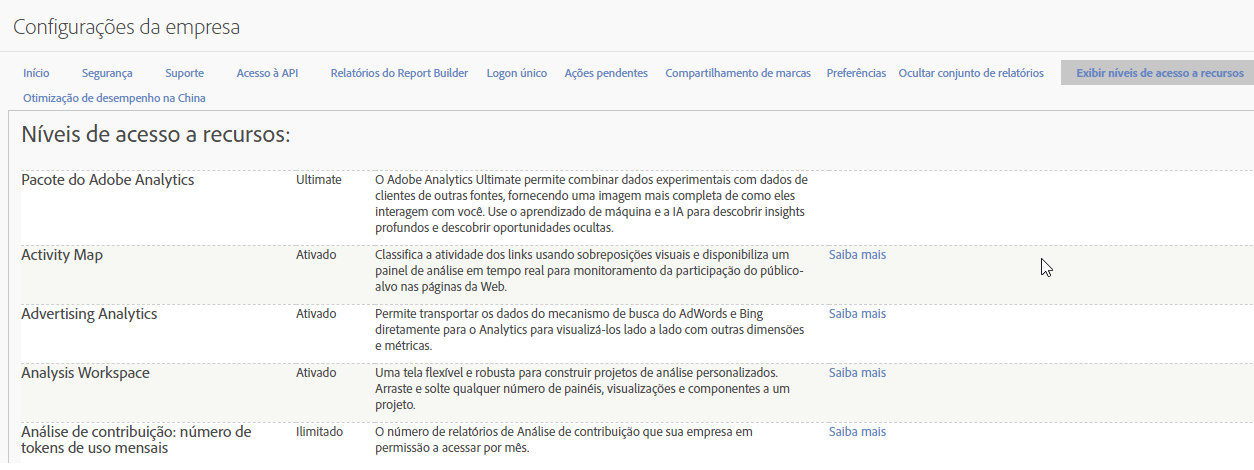 Configurações da empresa
Início Segurança Suporte Acesso à API Relatórios do Report Builder Logon único Ações pendentes Compartilhamento de marcas Preferências Ocultar conjunto de relatórios Exibir níveis de acesso a recursos
Otimização de desempenho na China
Níveis de acesso a recursos:
Pacote do Adobe Analytics Ultimate O Adobe Analytics Ultimate permite combinar dados experimentais com dados de
clientes de outras fontes, fornecendo uma imagem mais completa de como eles
interagem com você. Use o aprendizado de máquina e a IA para descobrir insights
profundos e descobrir oportunidades ocultas.
Activity Map Ativado Classifica a atividade dos links usando sobreposições visuais e disponibiliza um Saiba mais
painel de análise em tempo real para monitoramento da participação do público-
alvo nas páginas da Web.
Advertising Analytics Ativado Permite transportar os dados do mecanismo de busca do AdWords e Bing Saiba mais
diretamente para o Analytics para visualizá-los lado a lado com outras dimensões
e métricas.
Analysis Workspace Ativado Uma tela flexível e robusta para construir projetos de análise personalizados. Saiba mais
Arraste e solte qualquer número de painéis, visualizações e componentes a um
projeto.
Análise de contribuição: número de Ilimitado O número de relatórios de Análise de contribuição que sua empresa em Saiba mais
tokens de uso mensais permissão a acessar por mês.